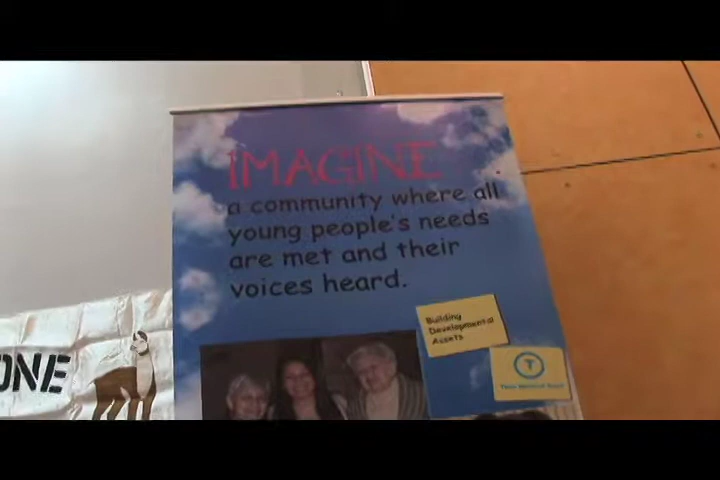 IMAGINE
a community where all
young people's needs
are met and their
voices heard.
Building
Developmental
Assets
T
ONE